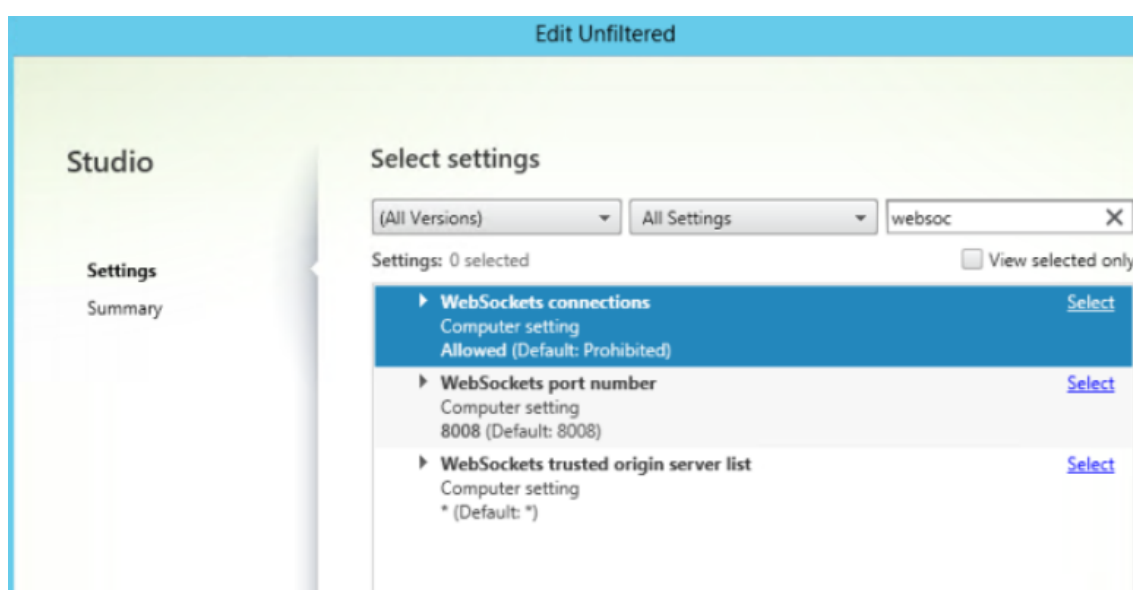 Edit Unfiltered
Studio
Settings
Summary
Select settings
(All Versions) All Settings websoc
Settings: 0 selected View selected only
WebSockets connections Select
Computer setting
Allowed (Default: Prohibited)
WebSockets port number Select
Computer setting
8008 (Default: 8008)
WebSockets trusted origin server list Select
Computer setting
* (Default: *)